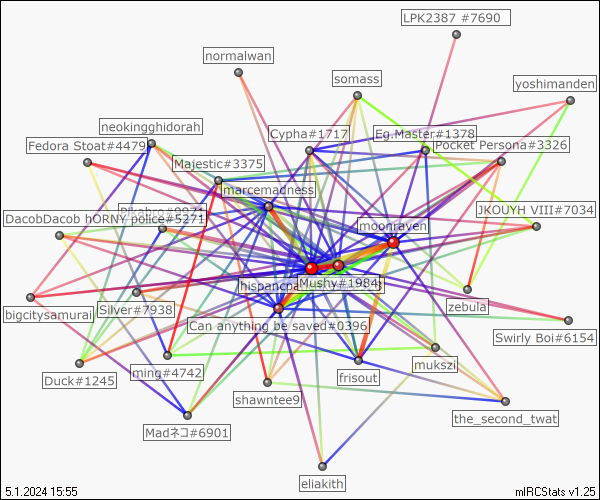 LPK2387 #7690
normalwan
somass
yoshimanden
neokingghidorah
Cypha#1717
Eg.Master#1378
Fedora Stoat#4479
Pocket Persona#3326
Majestic#3375
marcemadness
DacobDacob hORNY police#5271
JKOUYH VIII#7034
moonraven
hispancpa
Mushy#1984
bigcitysamurai
Silver#7938
zebula
Can anything be saved#0396
Swirly Boi#6154
Duck#1245
ming#4742
frisout
mukszi
shawntee9
the_second_twat
Madネコ#6901
eliakith
5.1.2024 15:55
mIRCStats v1.25